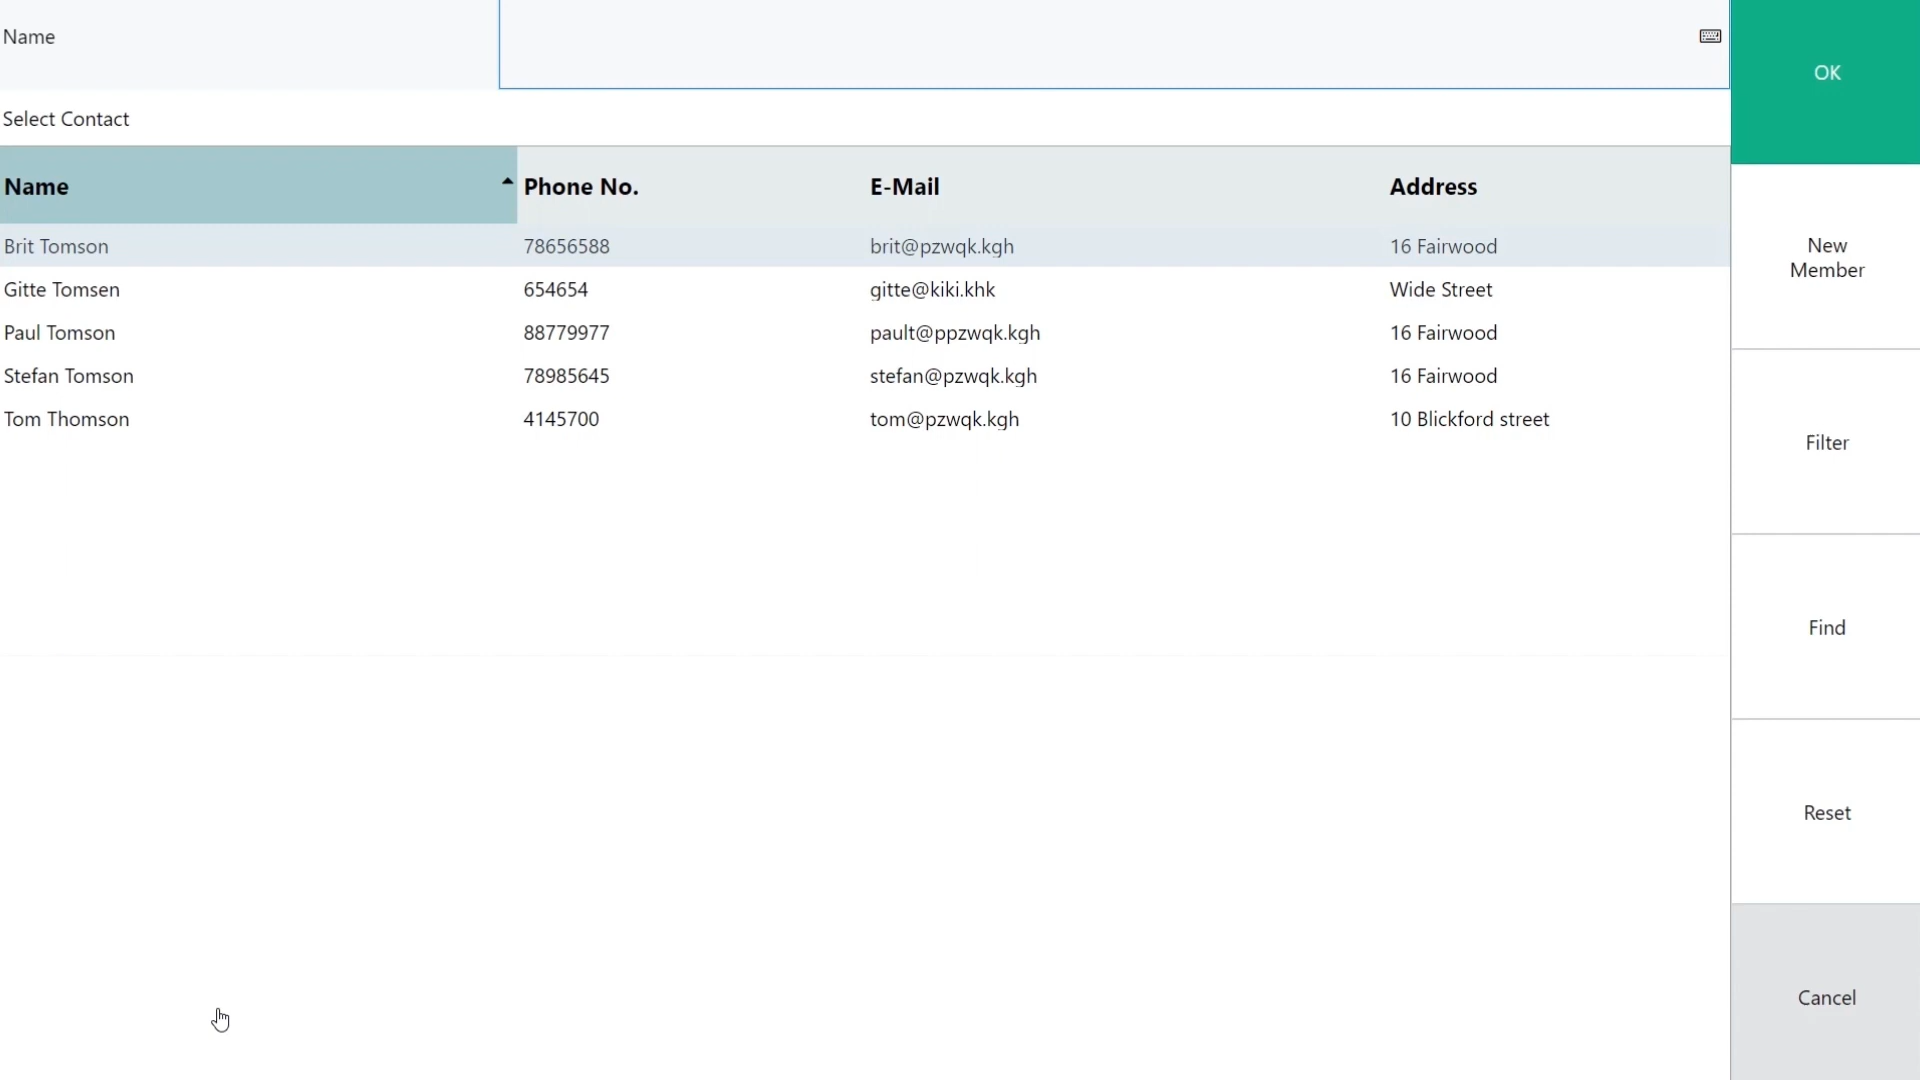 Name
OK
Select Contact
Name Phone No. E-Mail Address
Brit Tomson 78656588 brit@pzwqk.kgh 16 Fairwood
Gitte Tomsen 654654 gitte@kiki.khk Wide Street
Paul Tomson 88779977 pault@ppzwqk.kgh 16 Fairwood
Stefan Tomson 78985645 stefan@pzwqk.kgh 16 Fairwood
Tom Thomson 4145700 tom@pzwqk.kgh 10 Blickford street
New
Member
Filter
Find
Reset
Cancel